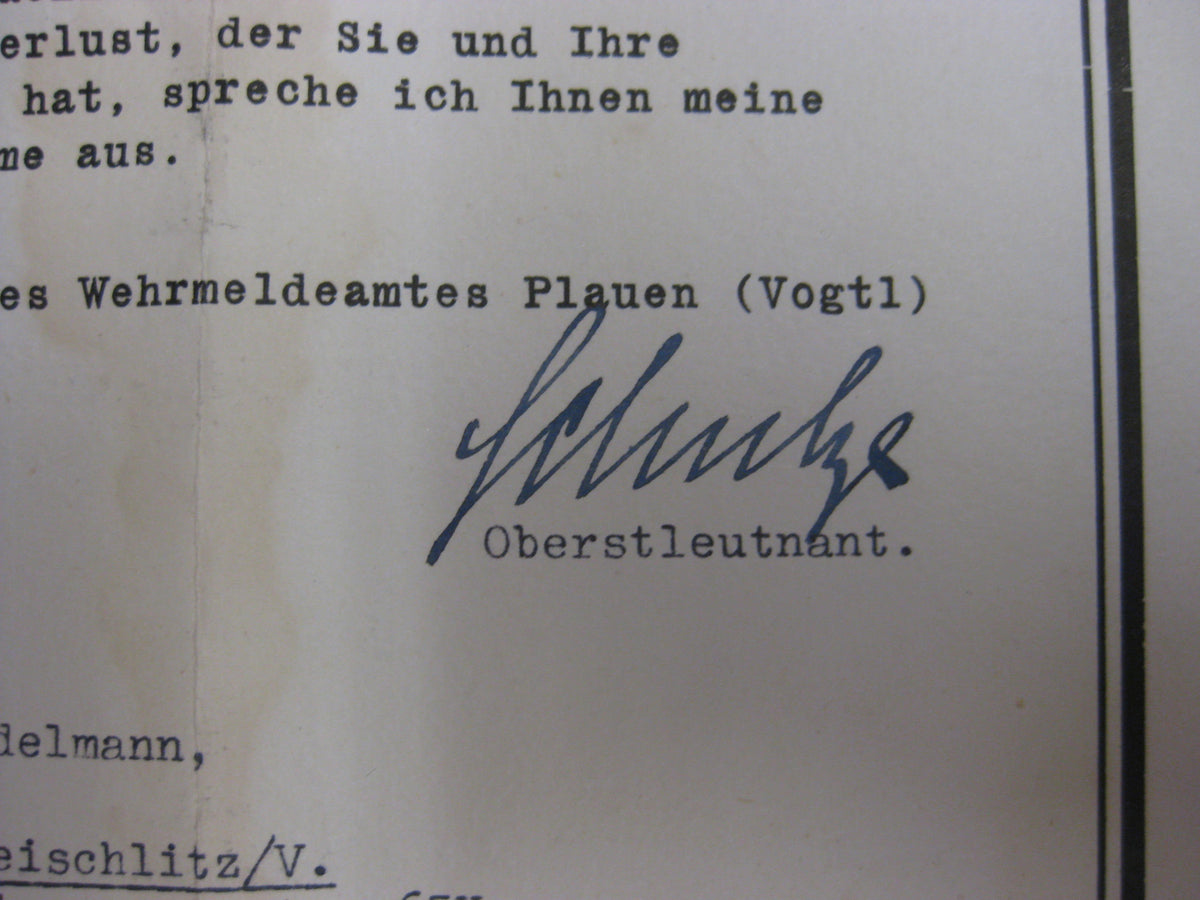 erlust, der Sie und Ihre
hat, spreche ich Ihnen meine
me aus.
es Wehrmeldeamtes Plauen (Vogtl)
Schulze
Oberstleutnant.
delmann,
eischlitz/V.